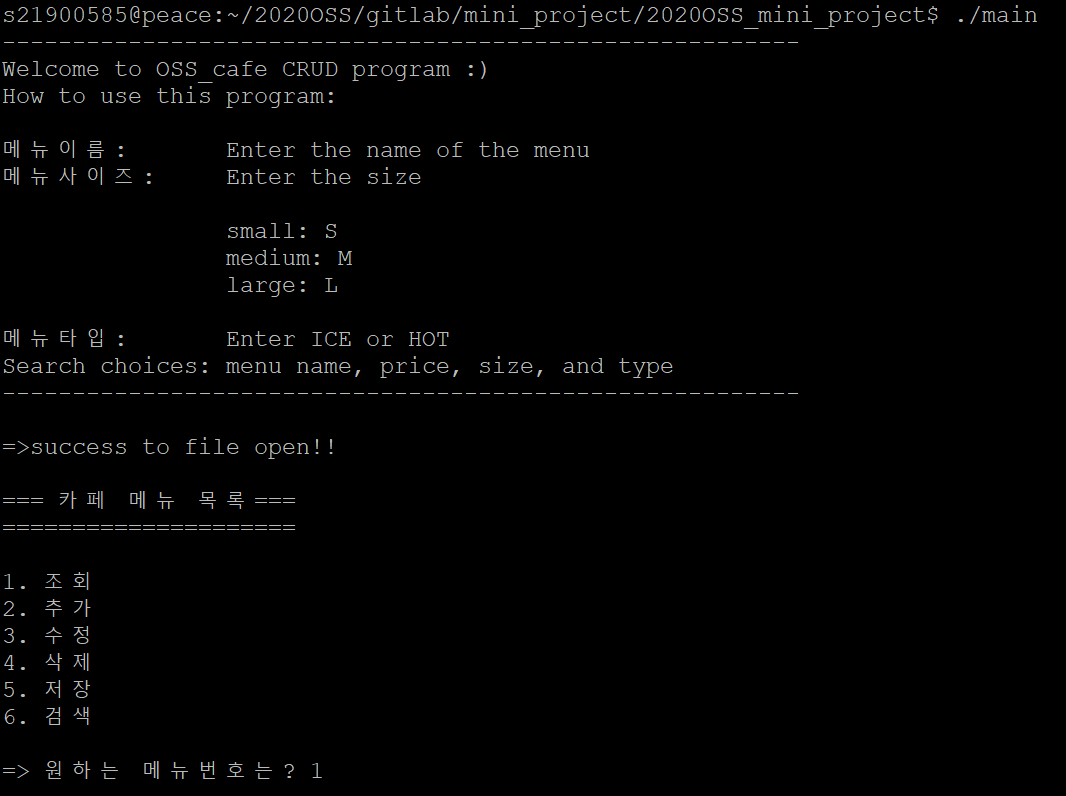 s21900585@peace:~/2020OSS/gitlab/mini_project/2020OSS_mini_project$ ./main
---------------------------------------------------------
Welcome to OSS_cafe CRUD program :)
How to use this program:
메뉴이름: Enter the name of the menu
메뉴사이즈: Enter the size
small: S
medium: M
large: L
메뉴타입: Enter ICE or HOT
Search choices: menu name, price, size, and type
---------------------------------------------------------
=>success to file open!!
=== 카페 메뉴 목록===
=====================
1. 조회
2. 추가
3. 수정
4. 삭제
5. 저장
6. 검색
=> 원하는 메뉴번호는? 1